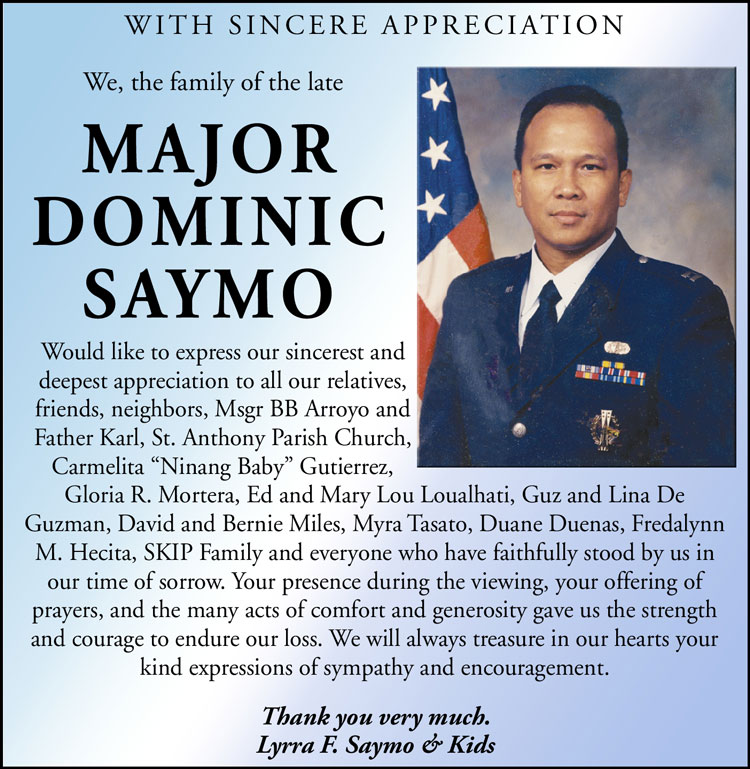 WITH SINCERE APPRECIATION
We, the family of the late
MAJOR
DOMINIC
SAYMO
Would like to express our sincerest and
deepest appreciation to all our relatives,
friends, neighbors, Msgr BB Arroyo and
Father Karl, St. Anthony Parish Church,
Carmelita “Ninang Baby” Gutierrez,
Gloria R. Mortera, Ed and Mary Lou Loualhati, Guz and Lina De
Guzman, David and Bernie Miles, Myra Tasato, Duane Duenas, Fredalynn
M. Hecita, SKIP Family and everyone who have faithfully stood by us in
our time of sorrow. Your presence during the viewing, your offering of
prayers, and the many acts of comfort and generosity gave us the strength
and courage to endure our loss. We will always treasure in our hearts your
kind expressions of sympathy and encouragement.
Thank you very much.
Lyrra F. Saymo & Kids